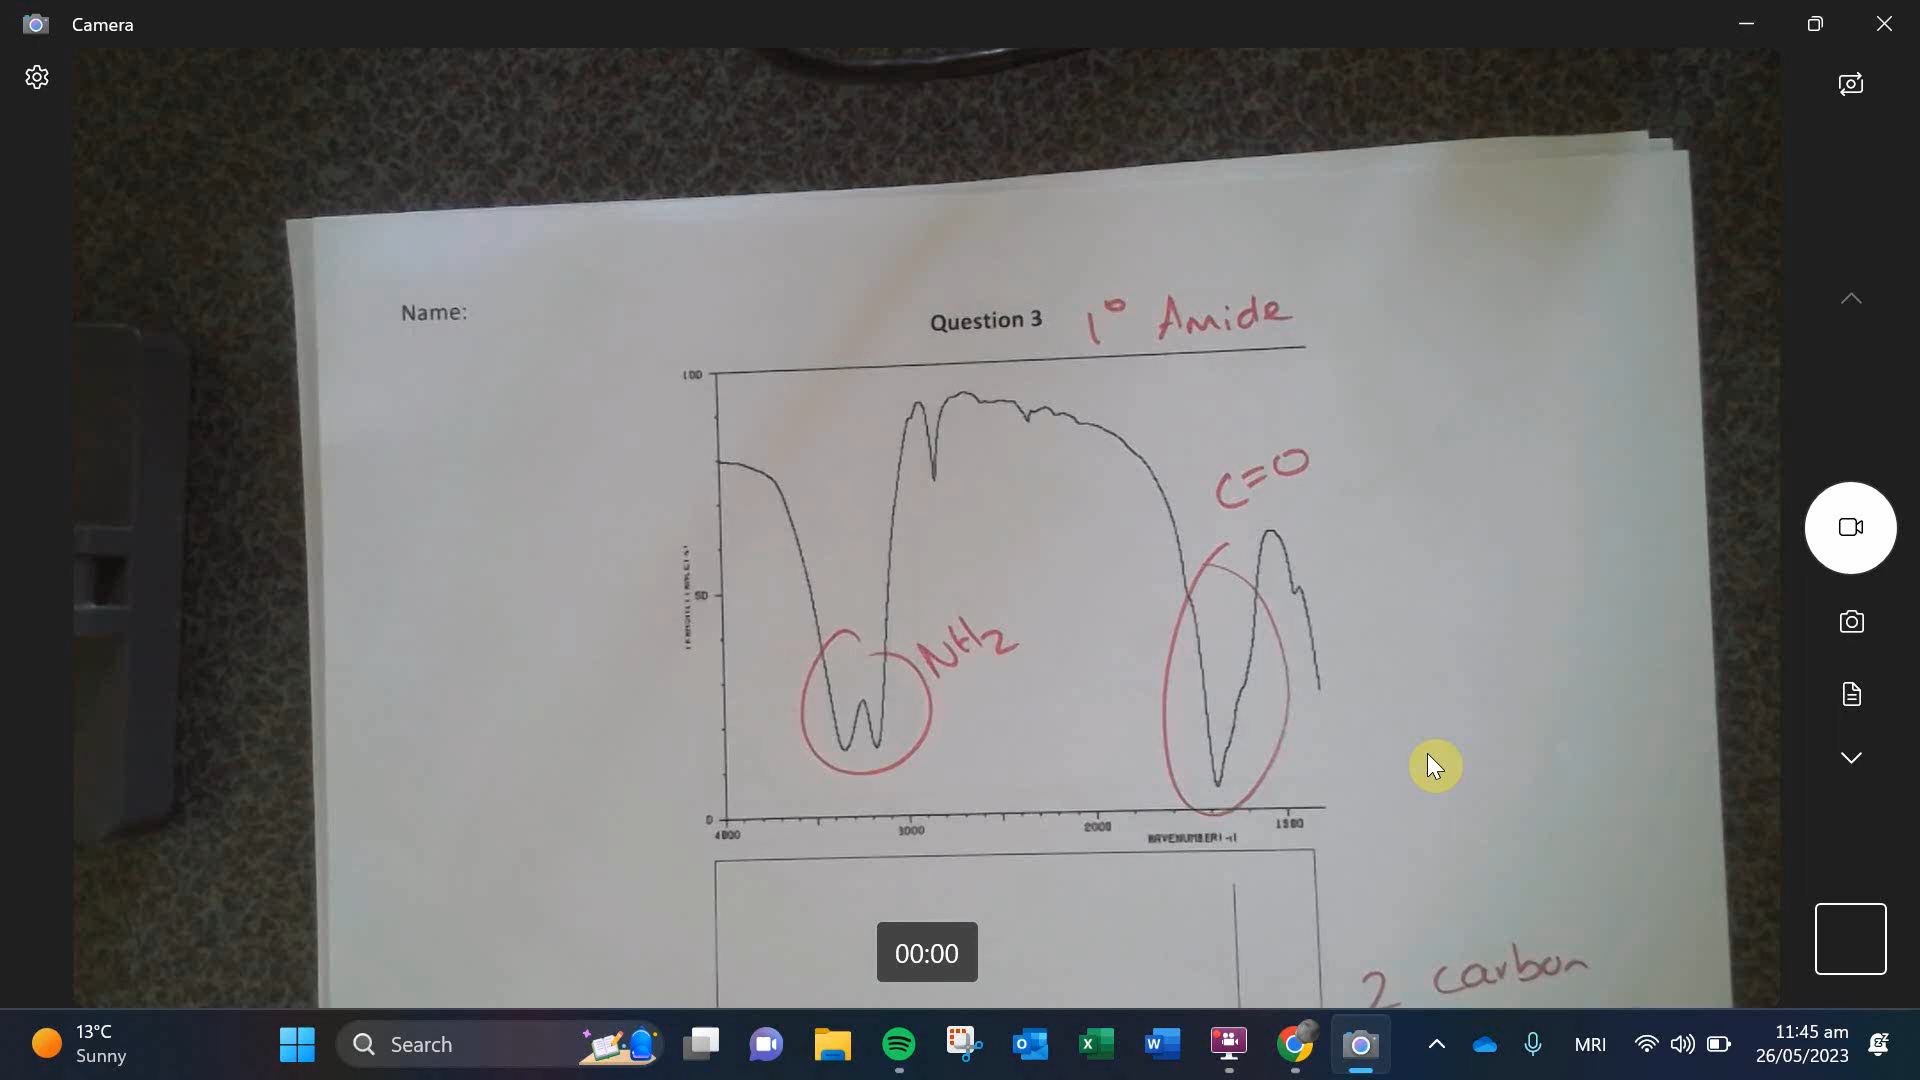 Camera
Name:
Question 3
1° Amide
100
C=O
50
NH2
0
4000
3000
2000
1500
00:00
2 carbon
13°C
Sunny
Search
MRI
11:45 am
26/05/2023